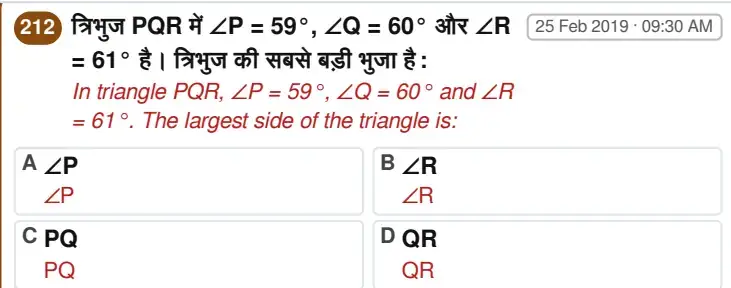 212 त्रिभुज PQR में ∠P = 59°, ∠Q = 60° और ∠R
25 Feb 2019 · 09:30 AM
= 61° है। त्रिभुज की सबसे बड़ी भुजा है :
In triangle PQR, ∠P = 59°, ∠Q = 60° and ∠R
= 61°. The largest side of the triangle is:
A ∠P
∠P
B ∠R
∠R
C PQ
PQ
D QR
QR